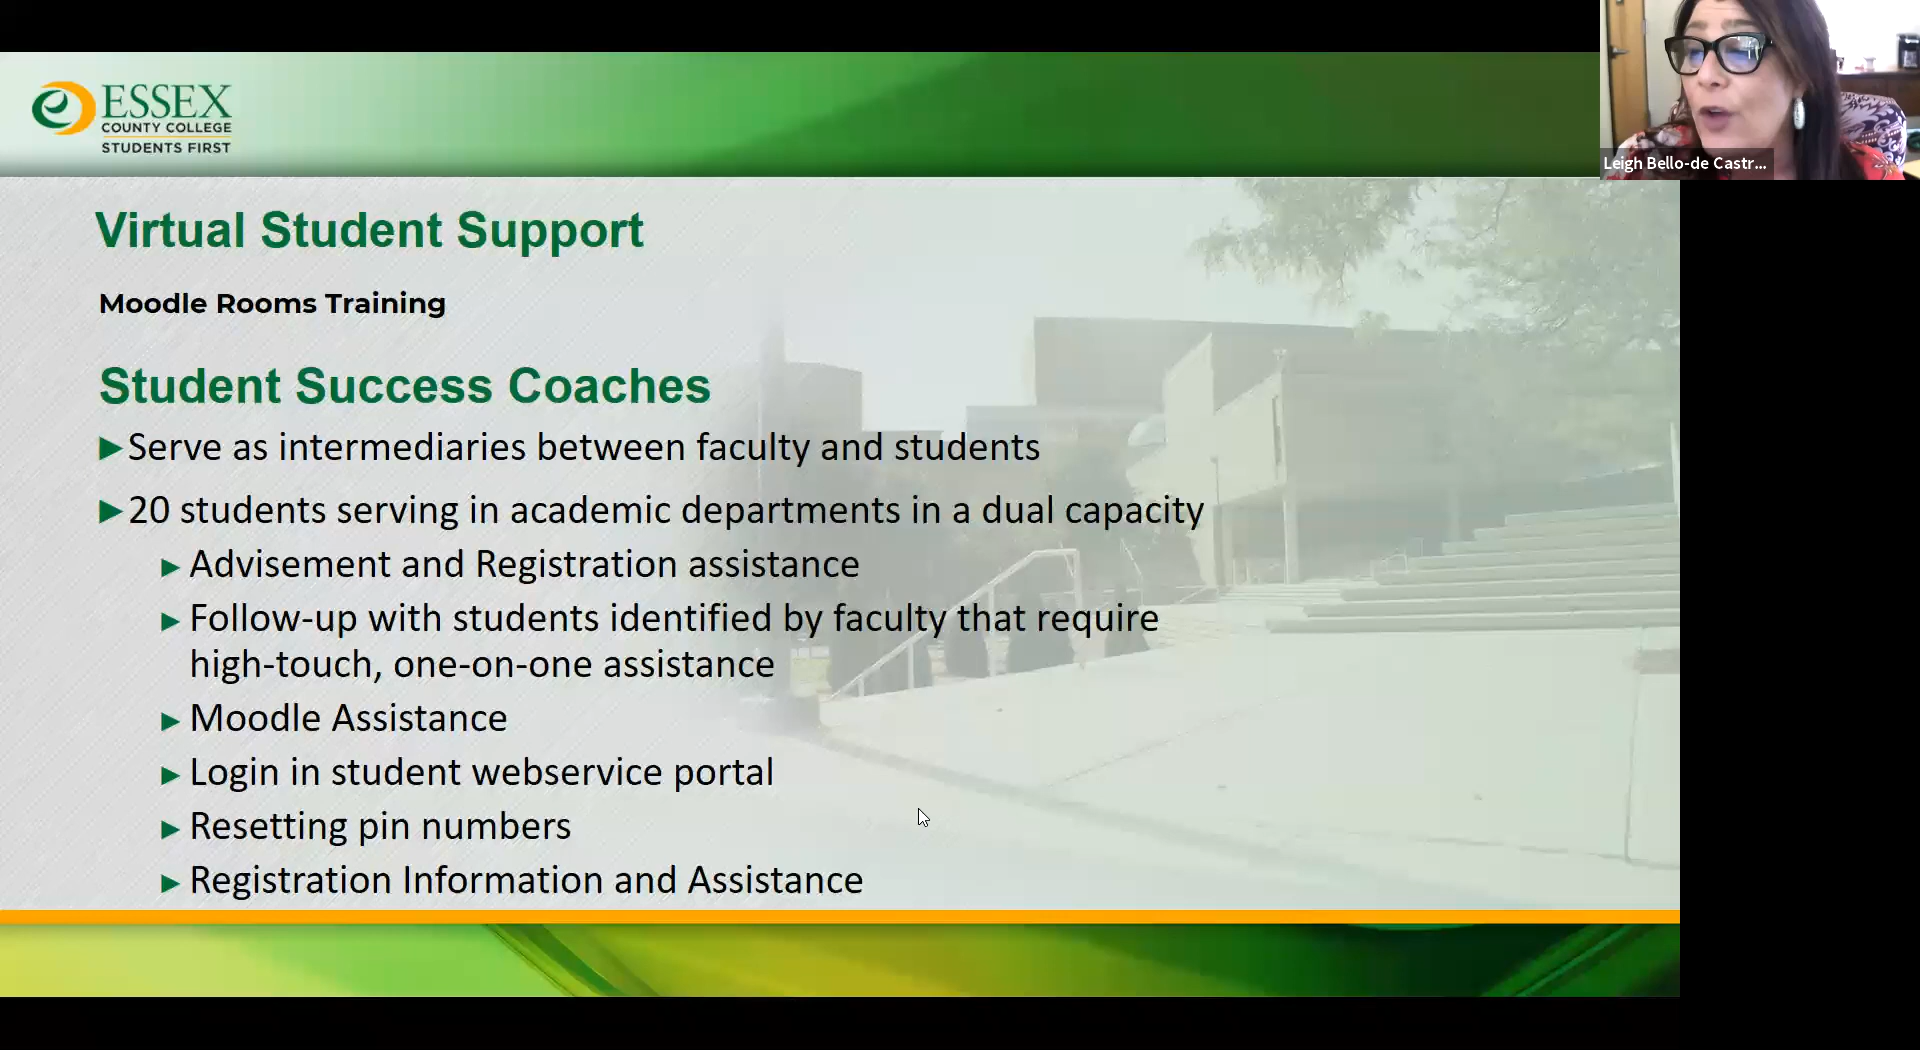 ESSEX
COUNTY COLLEGE
STUDENTS FIRST
Leigh Bello-de Castr...
Virtual Student Support
Moodle Rooms Training
Student Success Coaches
Serve as intermediaries between faculty and students
20 students serving in academic departments in a dual capacity
Advisement and Registration assistance
Follow-up with students identified by faculty that require
high-touch, one-on-one assistance
Moodle Assistance
Login in student webservice portal
Resetting pin numbers
Registration Information and Assistance